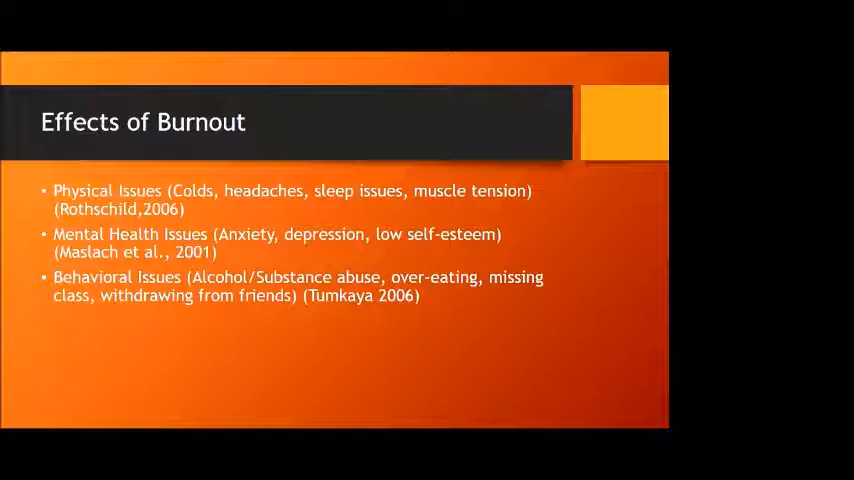 Effects of Burnout
• Physical Issues (Colds, headaches, sleep issues, muscle tension)
(Rothschild,2006)
• Mental Health Issues (Anxiety, depression, low self-esteem)
(Maslach et al., 2001)
• Behavioral Issues (Alcohol/Substance abuse, over-eating, missing
class, withdrawing from friends) (Tumkaya 2006)